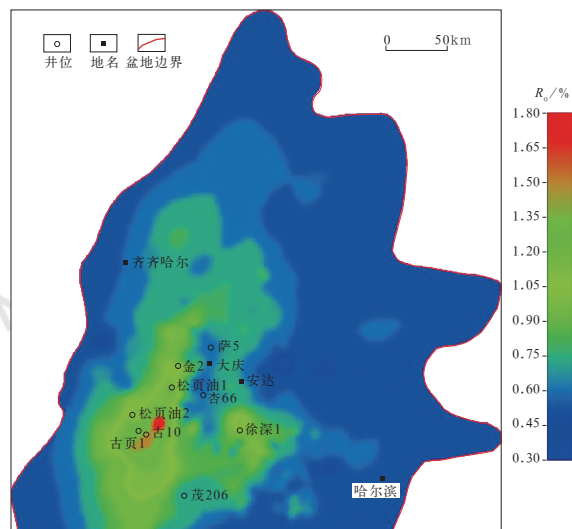 0 50km
井位 地名 盆地边界
Ro/%
1.80
1.65
1.50
1.35
1.20
1.05
0.90
0.75
0.60
0.45
0.30
齐齐哈尔
萨5
金2 大庆
松页油1 安达
杏66
松页油2
古10 徐深1
古页1
哈尔滨
茂206